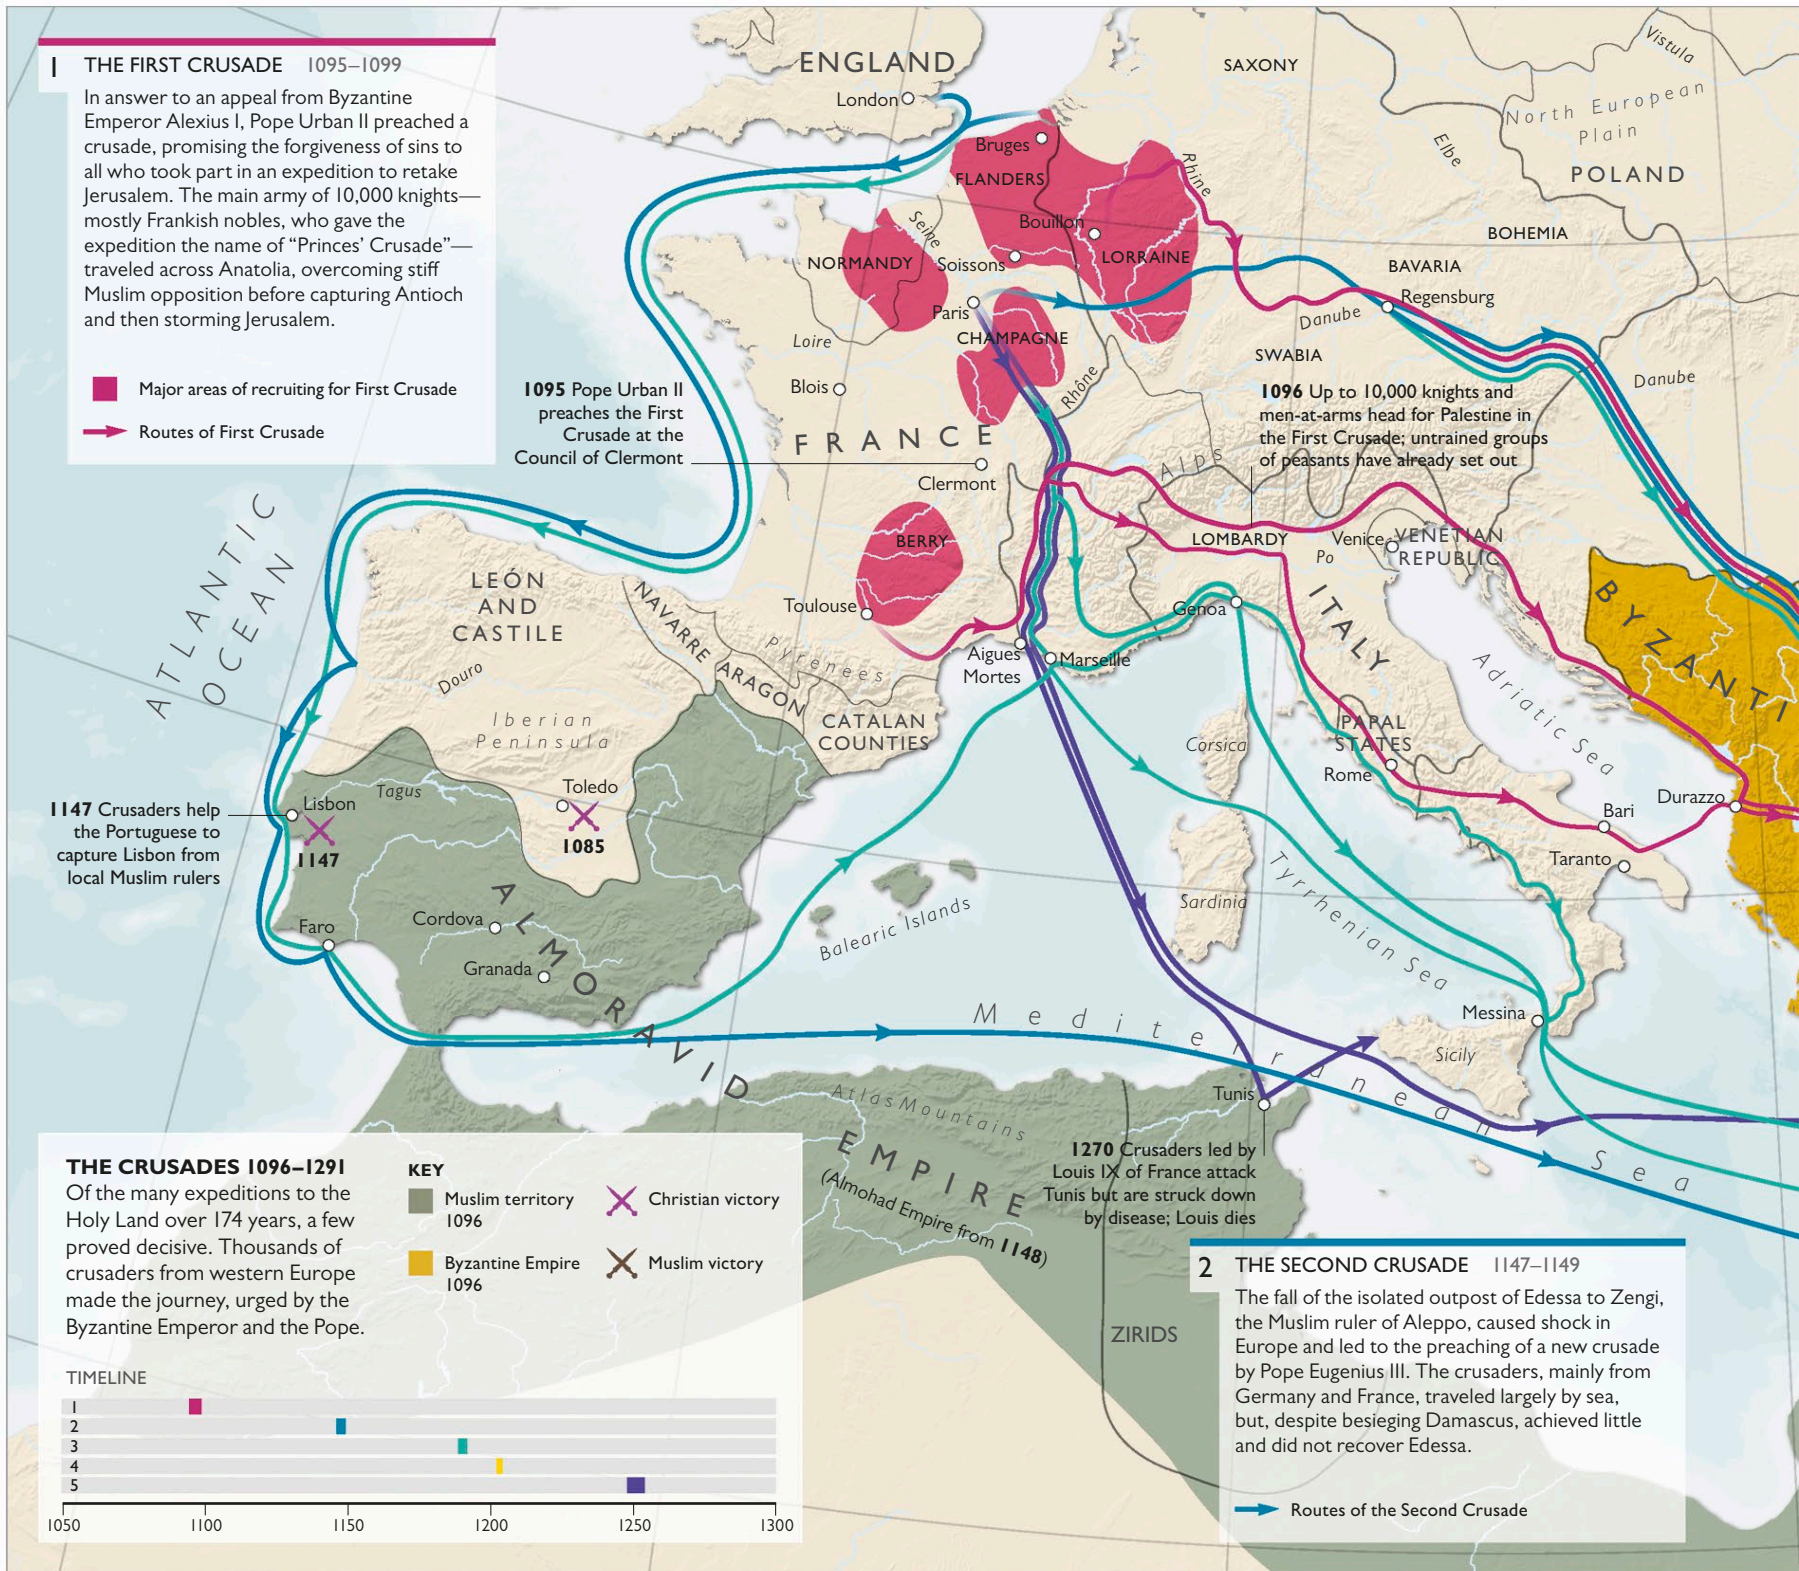 1 THE FIRST CRUSADE 1095–1099
In answer to an appeal from Byzantine
Emperor Alexius I, Pope Urban II preached a
crusade, promising the forgiveness of sins to
all who took part in an expedition to retake
Jerusalem. The main army of 10,000 knights—
mostly Frankish nobles, who gave the
expedition the name of “Princes’ Crusade”—
traveled across Anatolia, overcoming stiff
Muslim opposition before capturing Antioch
and then storming Jerusalem.
Major areas of recruiting for First Crusade
Routes of First Crusade
ENGLAND
London
SAXONY
Vistula
North European
Plain
Elbe
POLAND
Bruges
FLANDERS
Rhine
Bouillon
Seine
NORMANDY
Soissons
LORRAINE
BOHEMIA
BAVARIA
Regensburg
Paris
Danube
CHAMPAGNE
Loire
SWABIA
Danube
Blois
Rhône
1095 Pope Urban II
preaches the First
Crusade at the
Council of Clermont
1096 Up to 10,000 knights and
men-at-arms head for Palestine in
the First Crusade; untrained groups
of peasants have already set out
FRANCE
Clermont
Alps
ATLANTIC
OCEAN
BERRY
LOMBARDY
Venice
VENETIAN
REPUBLIC
Po
LEÓN
AND
CASTILE
NAVARRE
Toulouse
Genoa
ITALY
BYZANTI
Pyrenees
Aigues
Mortes
Marseille
Douro
ARAGON
Adriatic Sea
Iberian
Peninsula
CATALAN
COUNTIES
Corsica
PAPAL
STATES
Rome
Tagus
Toledo
1085
Lisbon
1147
1147 Crusaders help
the Portuguese to
capture Lisbon from
local Muslim rulers
Bari
Durazzo
Taranto
Tyrrhenian Sea
Sardinia
Balearic Islands
ALMORAVID
Cordova
Faro
Granada
Mediterranean Sea
Messina
Sicily
Tunis
Atlas Mountains
EMPIRE
(Almohad Empire from 1148)
1270 Crusaders led by
Louis IX of France attack
Tunis but are struck down
by disease; Louis dies
ZIRIDS
THE CRUSADES 1096–1291
Of the many expeditions to the
Holy Land over 174 years, a few
proved decisive. Thousands of
crusaders from western Europe
made the journey, urged by the
Byzantine Emperor and the Pope.
KEY
Muslim territory
1096
Christian victory
Byzantine Empire
1096
Muslim victory
TIMELINE
1
2
3
4
5
1050 1100 1150 1200 1250 1300
2 THE SECOND CRUSADE 1147–1149
The fall of the isolated outpost of Edessa to Zengi,
the Muslim ruler of Aleppo, caused shock in
Europe and led to the preaching of a new crusade
by Pope Eugenius III. The crusaders, mainly from
Germany and France, traveled largely by sea,
but, despite besieging Damascus, achieved little
and did not recover Edessa.
Routes of the Second Crusade